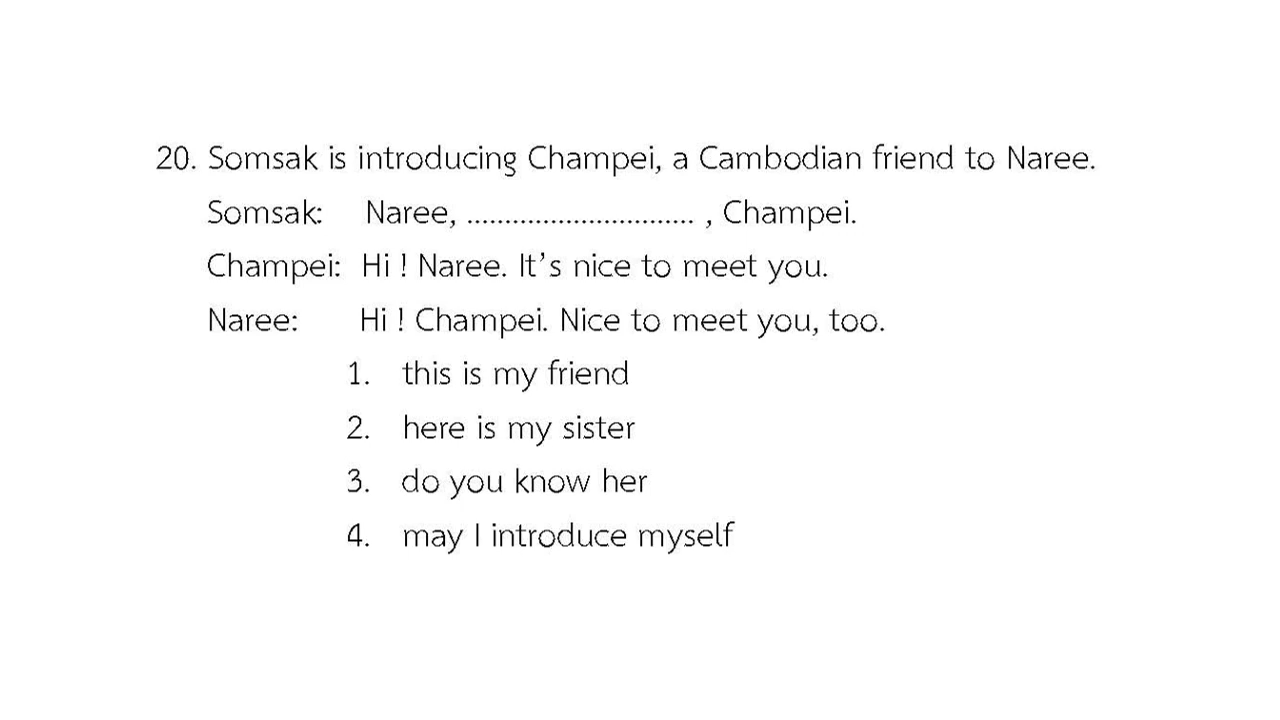 20. Somsak is introducing Champei, a Cambodian friend to Naree.
Somsak: Naree, .............................. , Champei.
Champei: Hi ! Naree. It's nice to meet you.
Naree: Hi ! Champei. Nice to meet you, too.
1. this is my friend
2. here is my sister
3. do you know her
4. may I introduce myself